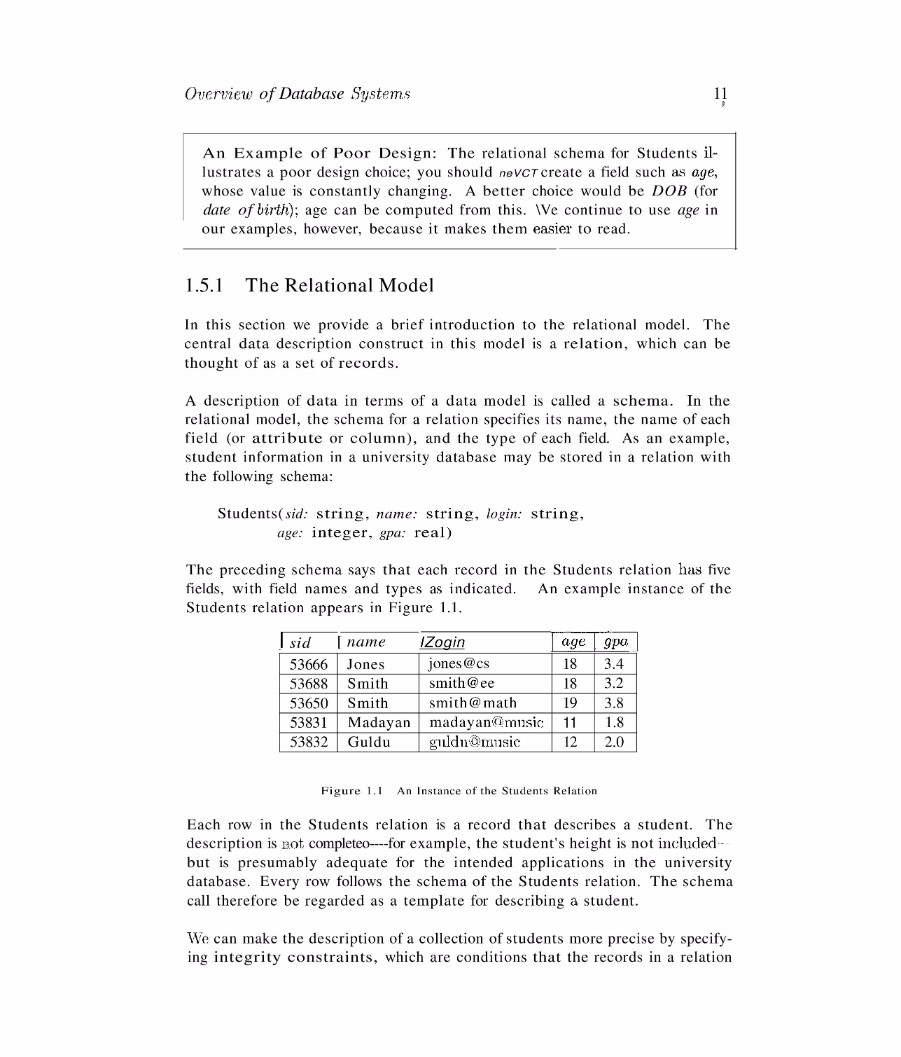 Overview of Database Systems 11
An Example of Poor Design: The relational schema for Students il-
lustrates a poor design choice; you should neVCT create a field such as age,
whose value is constantly changing. A better choice would be DOB (for
date of birth); age can be computed from this. \Ve continue to use age in
our examples, however, because it makes them easier to read.
1.5.1 The Relational Model
In this section we provide a brief introduction to the relational model. The
central data description construct in this model is a relation, which can be
thought of as a set of records.
A description of data in terms of a data model is called a schema. In the
relational model, the schema for a relation specifies its name, the name of each
field (or attribute or column), and the type of each field. As an example,
student information in a university database may be stored in a relation with
the following schema:
Students(sid: string, name: string, login: string,
age: integer, gpa: real)
The preceding schema says that each record in the Students relation has five
fields, with field names and types as indicated. An example instance of the
Students relation appears in Figure 1.1.
sid name IZogin age gpa
53666 Jones jones@cs 18 3.4
53688 Smith smith@ee 18 3.2
53650 Smith smith@math 19 3.8
53831 Madayan madayan@music 11 1.8
53832 Guldu guldu@music 12 2.0
Figure 1.1 An Instance of the Students Relation
Each row in the Students relation is a record that describes a student. The
description is not completeo----for example, the student's height is not included--
but is presumably adequate for the intended applications in the university
database. Every row follows the schema of the Students relation. The schema
call therefore be regarded as a template for describing a student.
We can make the description of a collection of students more precise by specify-
ing integrity constraints, which are conditions that the records in a relation